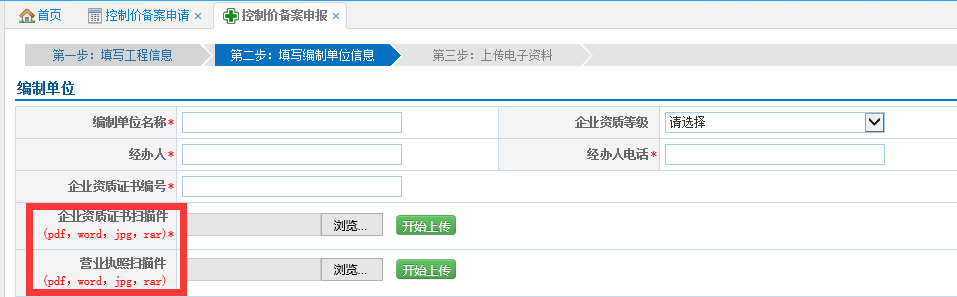 首页 控制价备案申请 × 控制价备案申报 ×
第一步：填写工程信息 第二步：填写编制单位信息 第三步：上传电子资料
编制单位
编制单位名称* 企业资质等级 请选择
经办人* 经办人电话*
企业资质证书编号*
企业资质证书扫描件
(pdf，word，jpg，rar)* 浏览... 开始上传
营业执照扫描件
(pdf，word，jpg，rar) 浏览... 开始上传